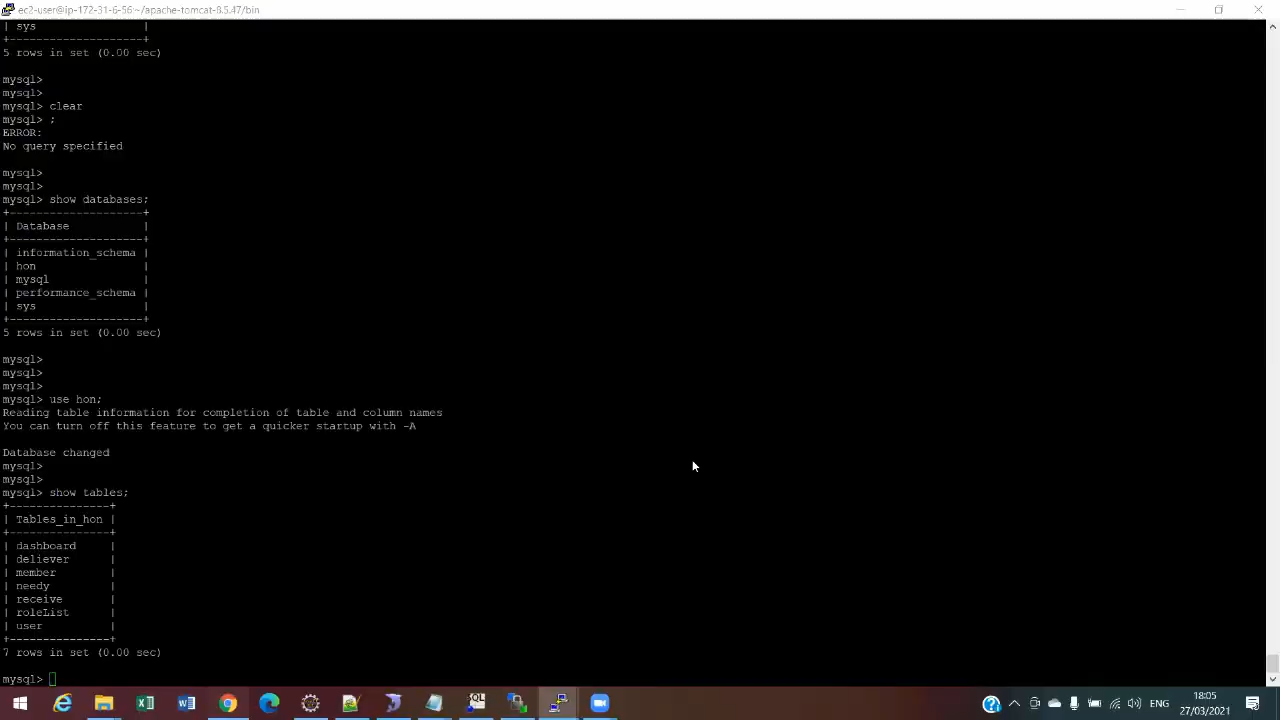 ec2-user@ip-172-31-6-56:~/apache-tomcat-8.5.47/bin
| sys                |
+--------------------+
5 rows in set (0.00 sec)
mysql>
mysql>
mysql> clear
mysql> ;
ERROR:
No query specified
mysql>
mysql>
mysql> show databases;
+--------------------+
| Database           |
+--------------------+
| information_schema |
| hon                |
| mysql              |
| performance_schema |
| sys                |
+--------------------+
5 rows in set (0.00 sec)
mysql>
mysql>
mysql>
mysql> use hon;
Reading table information for completion of table and column names
You can turn off this feature to get a quicker startup with -A
Database changed
mysql>
mysql>
mysql> show tables;
+---------------+
| Tables_in_hon |
+---------------+
| dashboard     |
| deliever      |
| member        |
| needy         |
| receive       |
| roleList      |
| user          |
+---------------+
7 rows in set (0.00 sec)
mysql>
ENG
18:05
27/03/2021